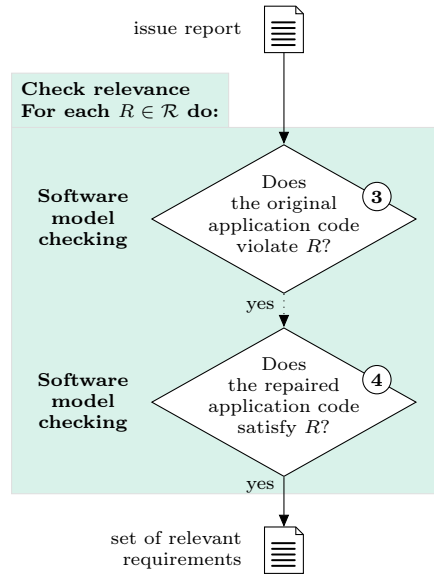 issue report
Check relevance
For each R ∈ ℛ do:
Software
model
checking
Does
the original
application code
violate R?
3
yes
Software
model
checking
Does
the repaired
application code
satisfy R?
4
yes
set of relevant
requirements